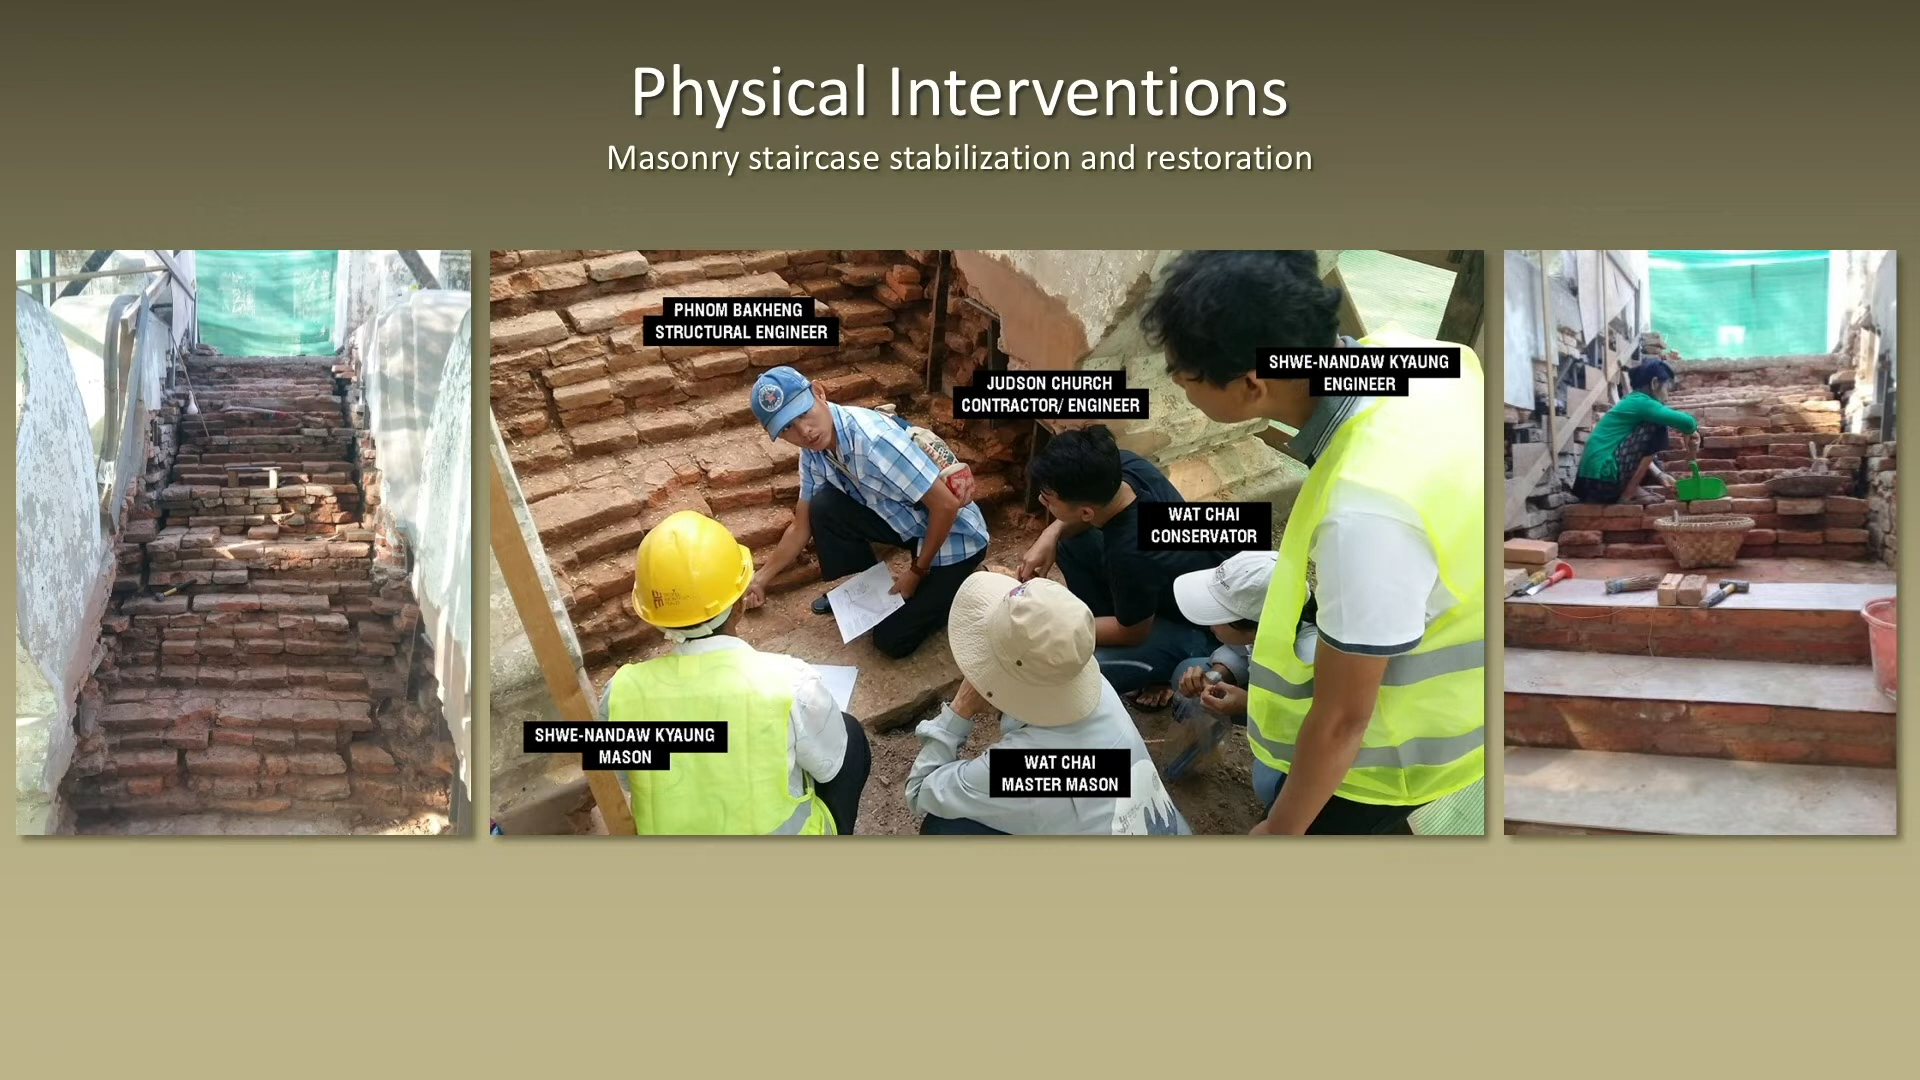 Physical Interventions
Masonry staircase stabilization and restoration
PHNOM BAKHENG
STRUCTURAL ENGINEER
JUDSON CHURCH
CONTRACTOR/ ENGINEER
SHWE-NANDAW KYAUNG
ENGINEER
WAT CHAI
CONSERVATOR
SHWE-NANDAW KYAUNG
MASON
WAT CHAI
MASTER MASON